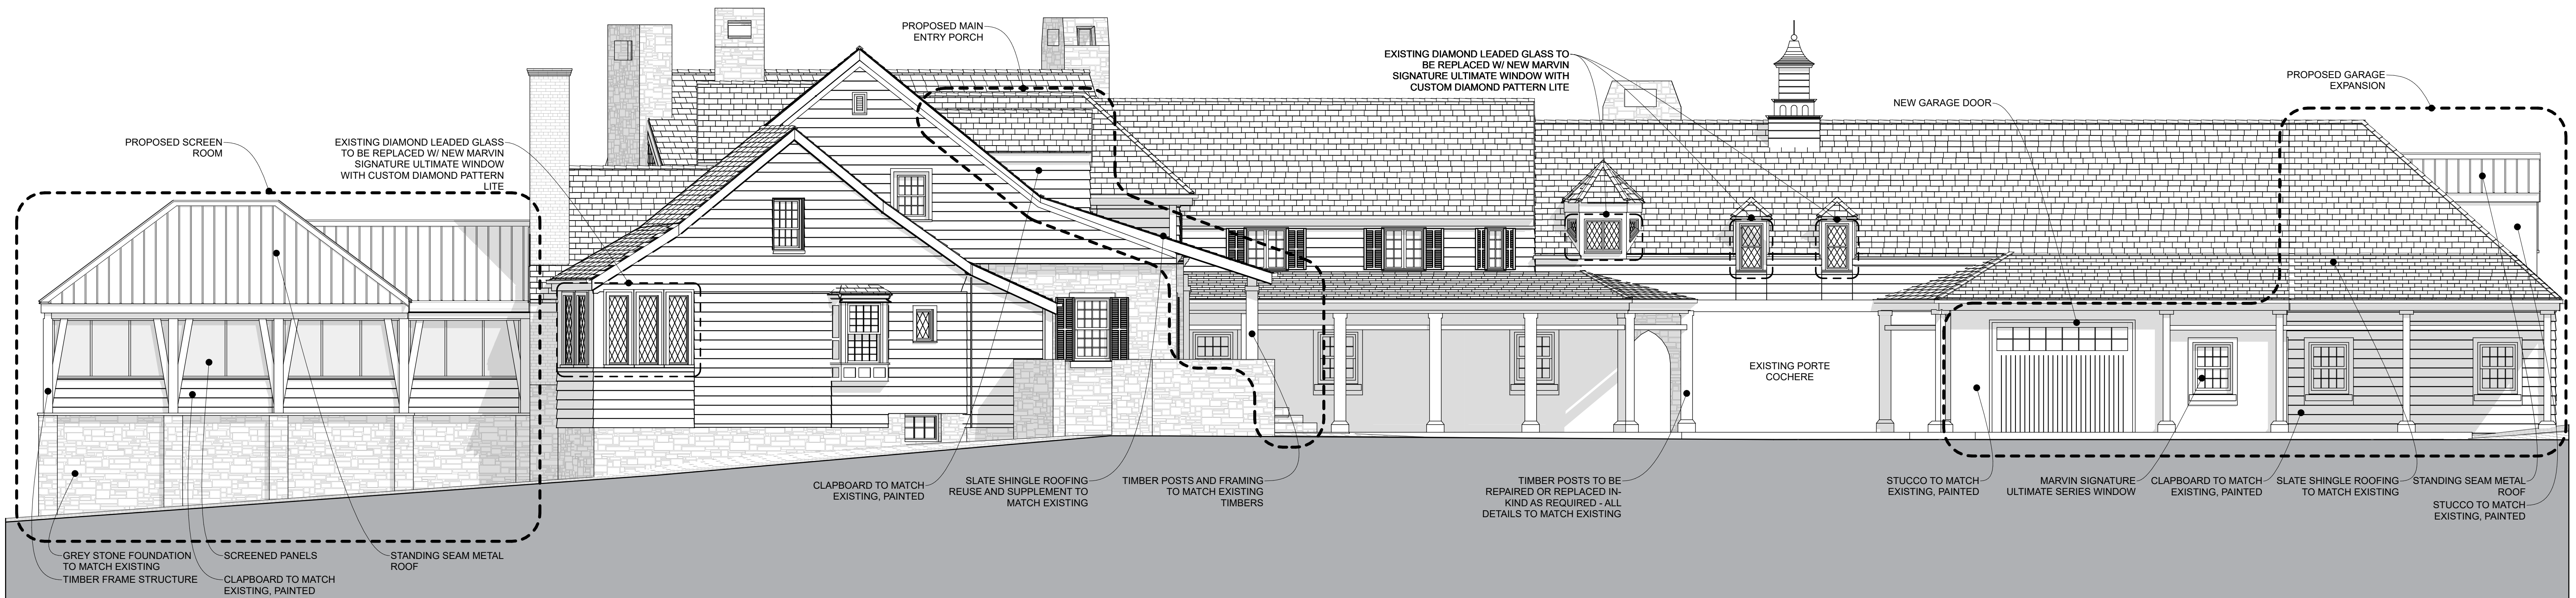 PROPOSED MAIN
ENTRY PORCH
EXISTING DIAMOND LEADED GLASS TO
BE REPLACED W/ NEW MARVIN
SIGNATURE ULTIMATE WINDOW WITH
CUSTOM DIAMOND PATTERN LITE
PROPOSED GARAGE
EXPANSION
NEW GARAGE DOOR
PROPOSED SCREEN
ROOM
EXISTING DIAMOND LEADED GLASS
TO BE REPLACED W/ NEW MARVIN
SIGNATURE ULTIMATE WINDOW
WITH CUSTOM DIAMOND PATTERN
LITE
EXISTING PORTE
COCHERE
CLAPBOARD TO MATCH
EXISTING, PAINTED
SLATE SHINGLE ROOFING
REUSE AND SUPPLEMENT TO
MATCH EXISTING
TIMBER POSTS AND FRAMING
TO MATCH EXISTING
TIMBERS
TIMBER POSTS TO BE
REPAIRED OR REPLACED IN-
KIND AS REQUIRED - ALL
DETAILS TO MATCH EXISTING
STUCCO TO MATCH
EXISTING, PAINTED
MARVIN SIGNATURE
ULTIMATE SERIES WINDOW
CLAPBOARD TO MATCH
EXISTING, PAINTED
SLATE SHINGLE ROOFING
TO MATCH EXISTING
STANDING SEAM METAL
ROOF
STUCCO TO MATCH
EXISTING, PAINTED
GREY STONE FOUNDATION
TO MATCH EXISTING
TIMBER FRAME STRUCTURE
SCREENED PANELS
CLAPBOARD TO MATCH
EXISTING, PAINTED
STANDING SEAM METAL
ROOF